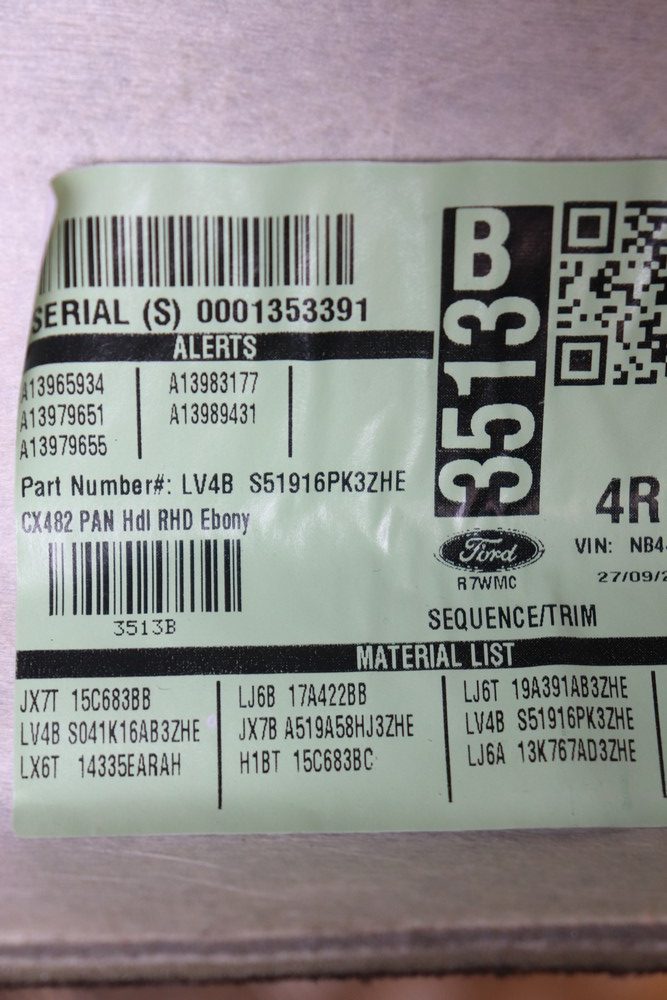 SERIAL (S) 0001353391
ALERTS
A13965934 A13983177
A13979651 A13989431
A13979655
Part Number#: LV4B S51916PK3ZHE
CX482 PAN Hdl RHD Ebony
3513B
3513B
4R
Ford
R7WMC
VIN: NB4
27/09/2
SEQUENCE/TRIM
MATERIAL LIST
JX7T 15C683BB
LV4B S041K16AB3ZHE
LX6T 14335EARAH
LJ6B 17A422BB
JX7B A519A58HJ3ZHE
H1BT 15C683BC
LJ6T 19A391AB3ZHE
LV4B S51916PK3ZHE
LJ6A 13K767AD3ZHE